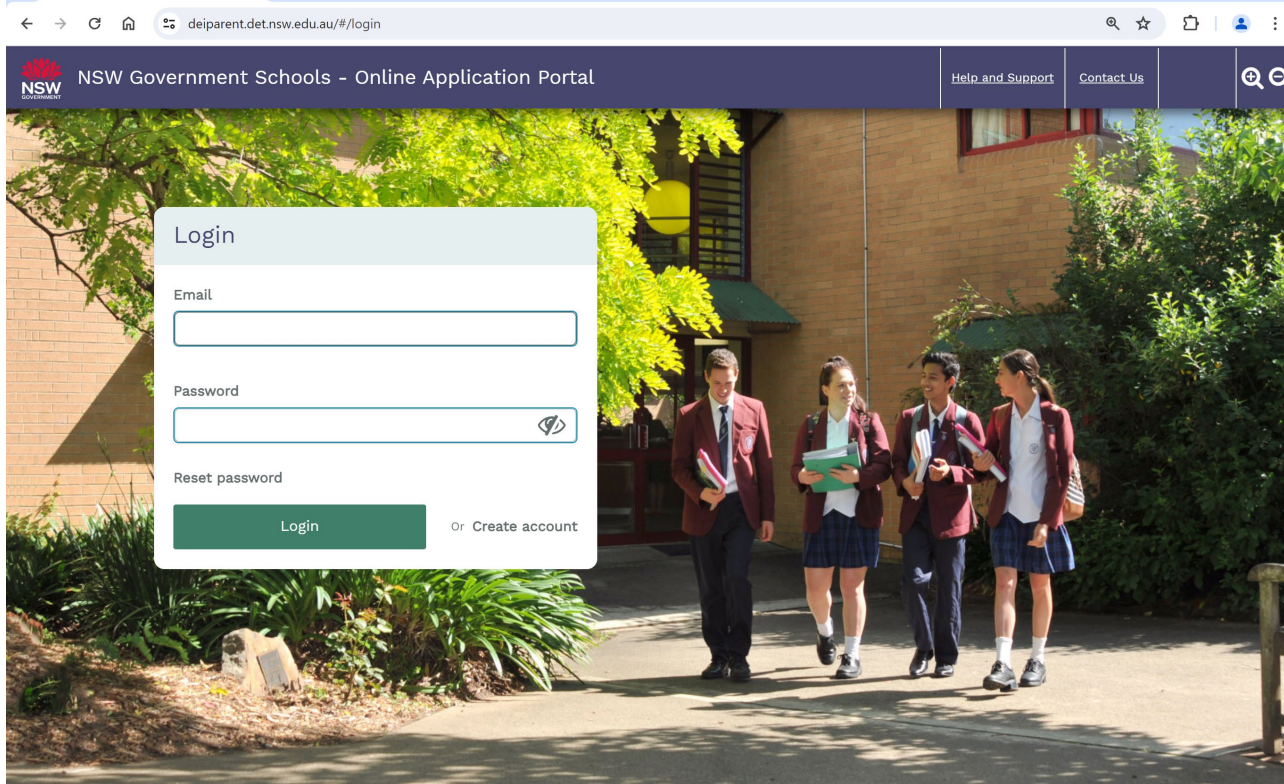 deiparent.det.nsw.edu.au/#/login
NSW GOVERNMENT
NSW Government Schools - Online Application Portal
Help and Support
Contact Us
Login
Email
Password
Reset password
Login
Or Create account